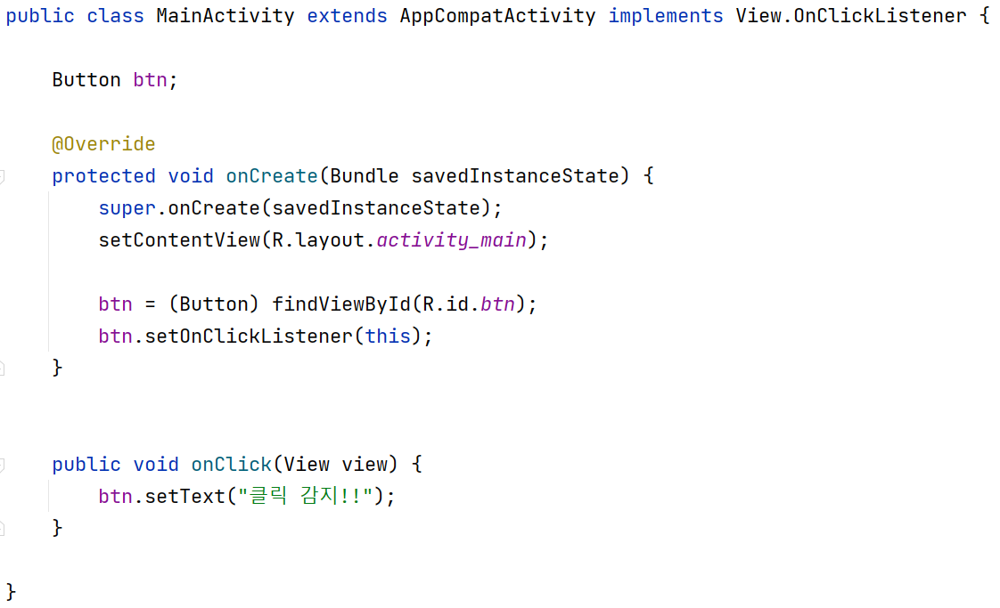 public class MainActivity extends AppCompatActivity implements View.OnClickListener {
Button btn;
@Override
protected void onCreate(Bundle savedInstanceState) {
super.onCreate(savedInstanceState);
setContentView(R.layout.activity_main);
btn = (Button) findViewById(R.id.btn);
btn.setOnClickListener(this);
}
public void onClick(View view) {
btn.setText("클릭 감지!!");
}
}